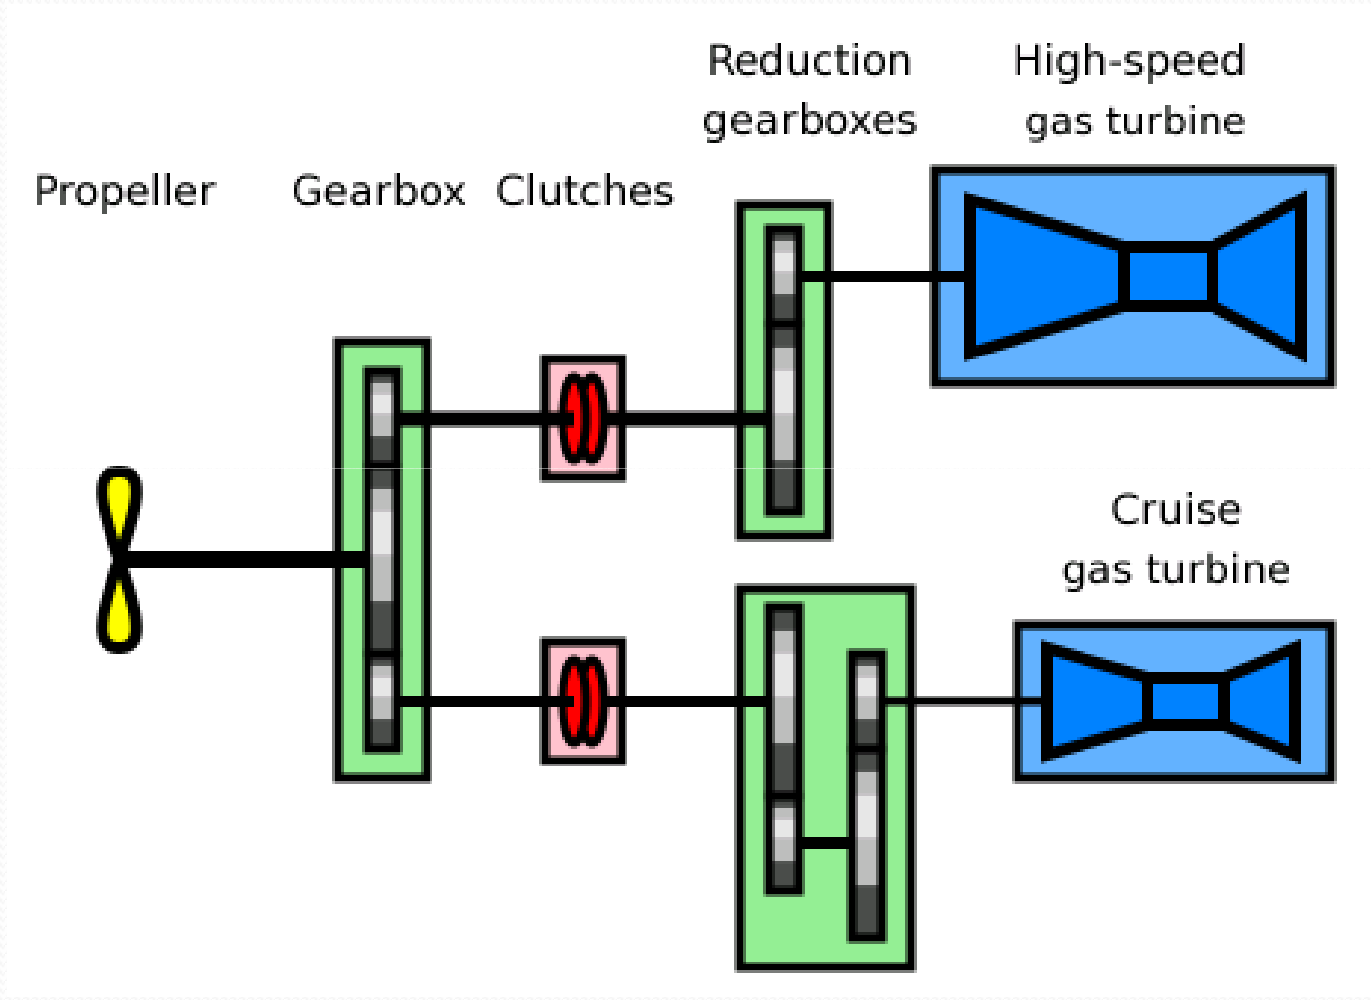 Reduction
gearboxes
High-speed
gas turbine
Propeller
Gearbox
Clutches
Cruise
gas turbine